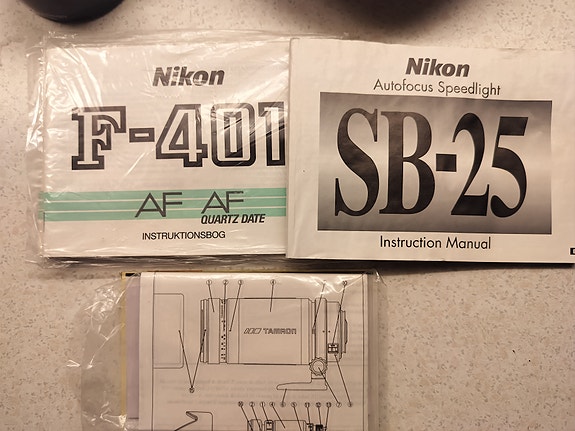 Nikon
F-401
AF AF
QUARTZ DATE
INSTRUKTIONSBOG
Nikon
Autofocus Speedlight
SB-25
Instruction Manual
TAMRON